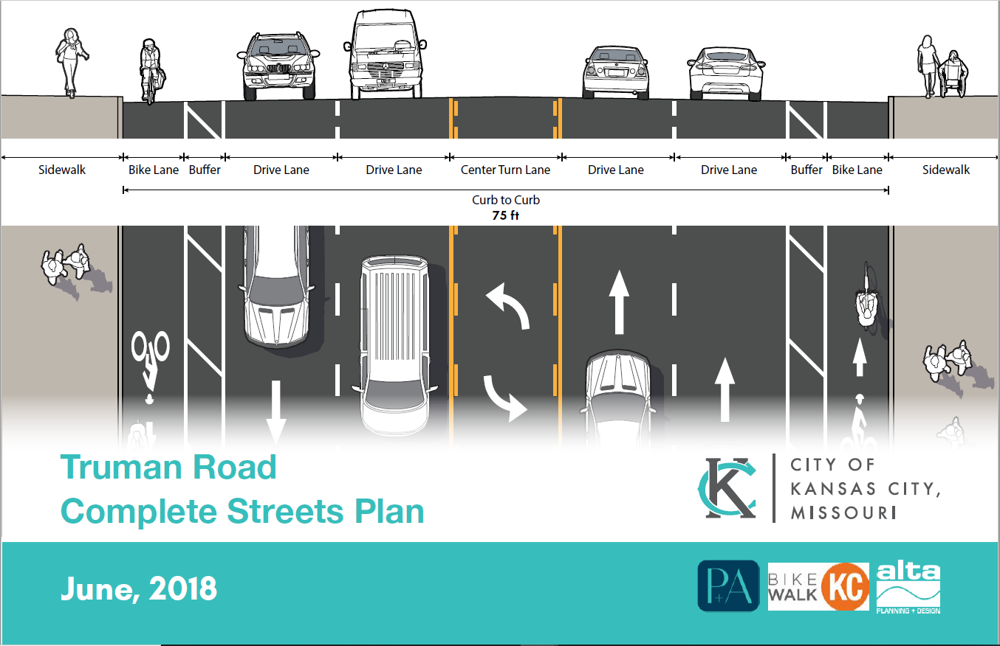 Sidewalk Bike Lane Buffer Drive Lane Drive Lane Center Turn Lane Drive Lane Drive Lane Buffer Bike Lane Sidewalk
Curb to Curb
75 ft
Truman Road
Complete Streets Plan
KC
CITY OF
KANSAS CITY,
MISSOURI
June, 2018
P+A
BIKE
WALK
KC
alta
PLANNING + DESIGN